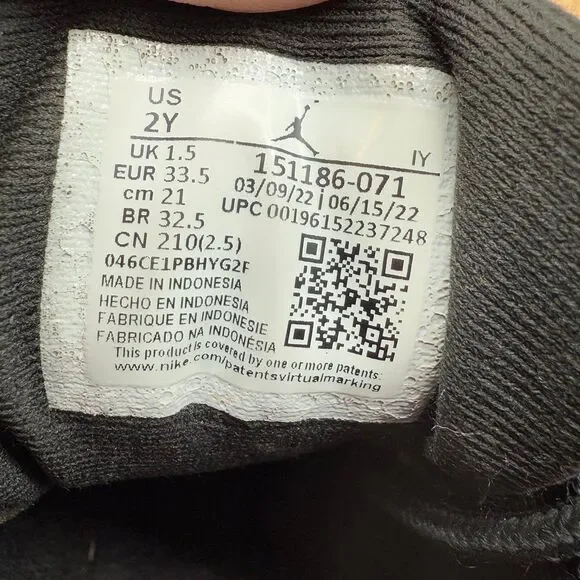 US
2Y
UK 1.5
EUR 33.5
cm 21
BR 32.5
CN 210(2.5)
046CE1PBHYG2F
MADE IN INDONESIA
HECHO EN INDONESIA
FABRIQUE EN INDONESIE
FABRICADO NA INDONÉSIA
This product is covered by one or more patents:
www.nike.com/patentsvirtualmarking
IY
151186-071
03/09/22 | 06/15/22
UPC 00196152237248